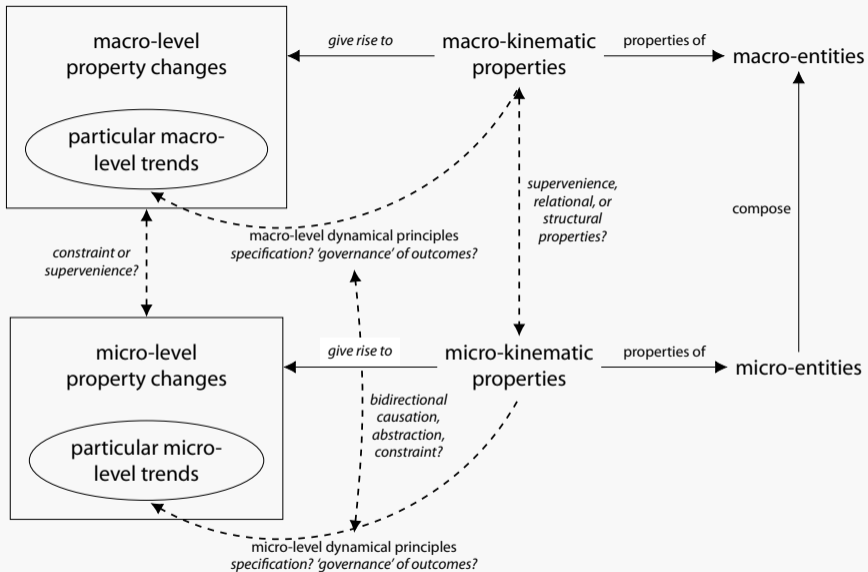 macro-level
property changes
give rise to
macro-kinematic
properties
properties of
macro-entities
particular macro-
level trends
supervenience,
relational, or
structural
properties?
compose
macro-level dynamical principles
specification? ‘governance’ of outcomes?
constraint or
supervenience?
micro-level
property changes
give rise to
micro-kinematic
properties
properties of
micro-entities
bidirectional
causation,
abstraction,
constraint?
particular micro-
level trends
micro-level dynamical principles
specification? ‘governance’ of outcomes?